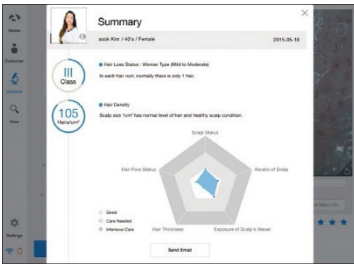 Summary
sook Kim / 40's / Female
2015-05-18
Home
Customer
Analysis
View
Settings
III
Class
Hair Loss Status : Woman Type (Mild to Moderate)
In each hair root, normally there is only 1 hair.
105
Hairs/cm²
Hair Density
Scalp size 1cm² has normal level of hair and healthy scalp condition.
Scalp Status
Hair Pore Status
Keratin of Scalp
Hair Thickness
Exposure of Scalp's Vessel
Good
Care Needed
Intensive Care
Send Email